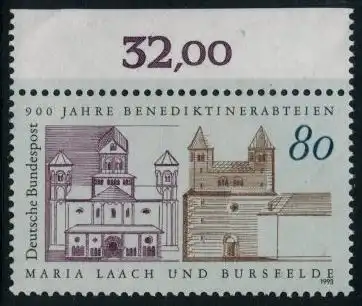 32,00
900 JAHRE BENEDIKTINERABTEIEN
80
Deutsche Bundespost
MARIA LAACH UND BURSFELDE
1993